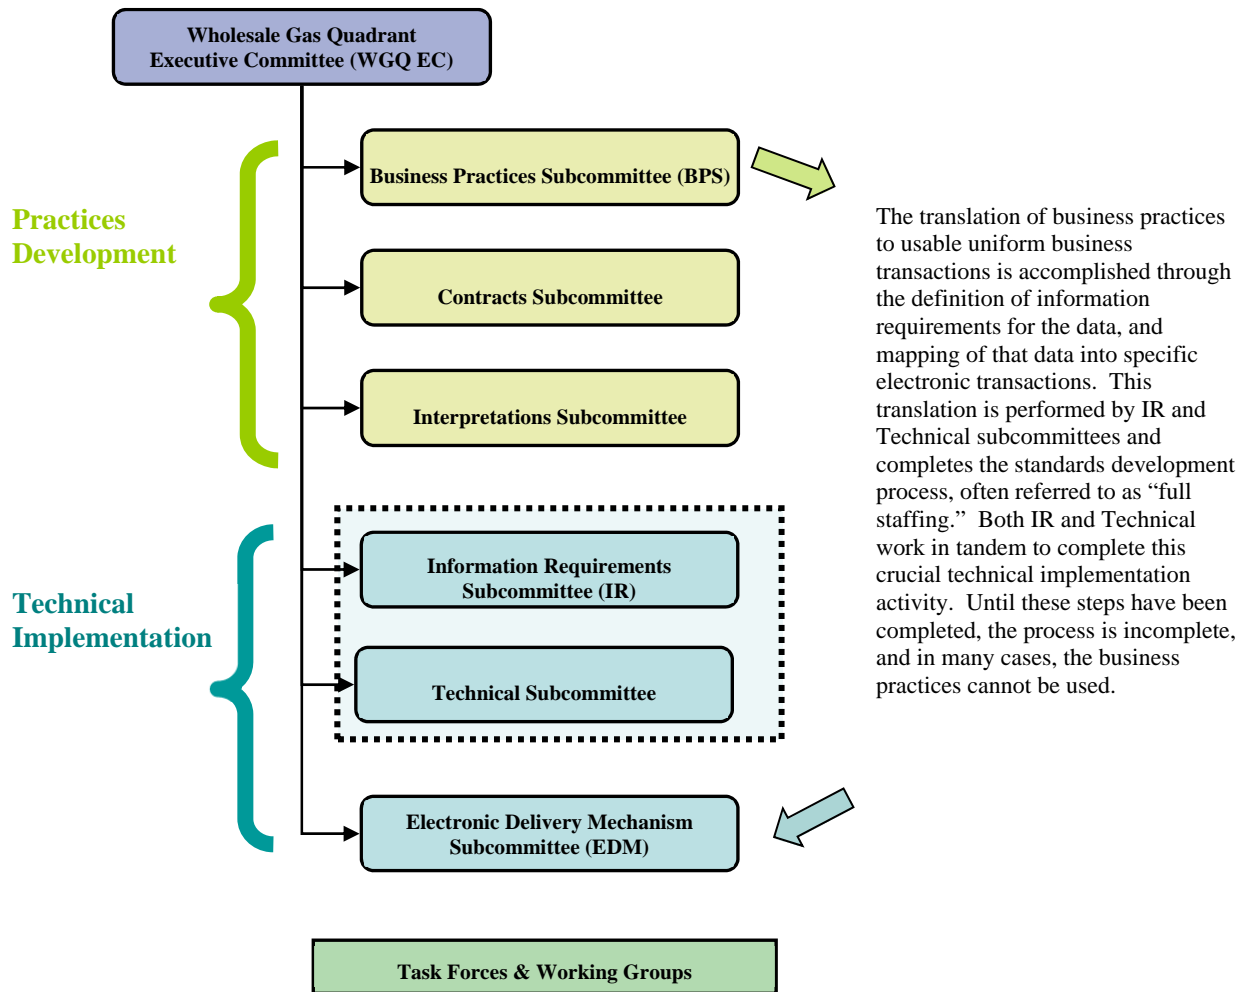 Wholesale Gas Quadrant
Executive Committee (WGQ EC)
Practices
Development
Business Practices Subcommittee (BPS)
Contracts Subcommittee
Interpretations Subcommittee
Technical
Implementation
Information Requirements
Subcommittee (IR)
Technical Subcommittee
Electronic Delivery Mechanism
Subcommittee (EDM)
Task Forces & Working Groups
The translation of business practices
to usable uniform business
transactions is accomplished through
the definition of information
requirements for the data, and
mapping of that data into specific
electronic transactions.  This
translation is performed by IR and
Technical subcommittees and
completes the standards development
process, often referred to as “full
staffing.”  Both IR and Technical
work in tandem to complete this
crucial technical implementation
activity.  Until these steps have been
completed, the process is incomplete,
and in many cases, the business
practices cannot be used.